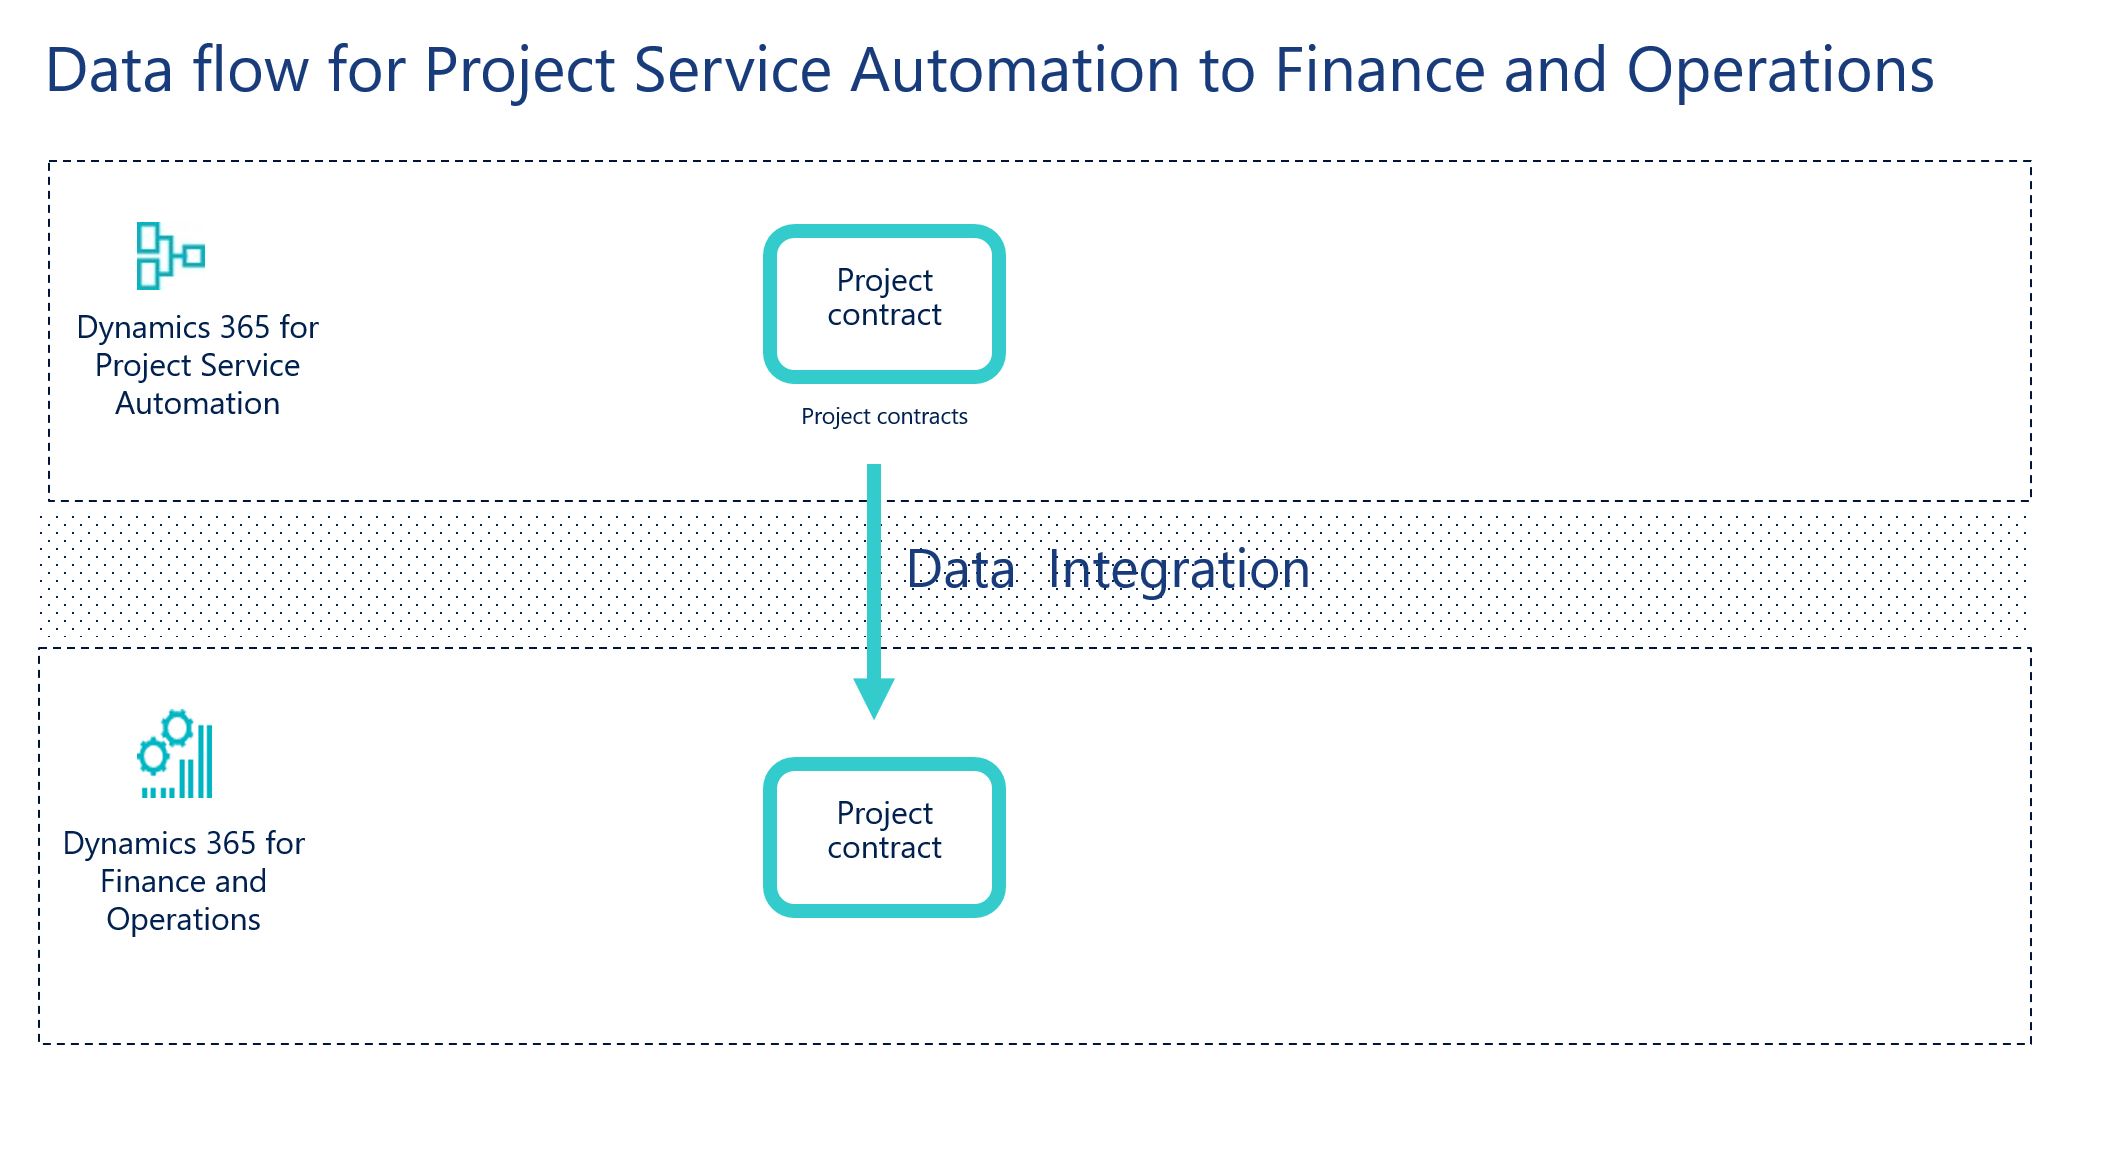 Data flow for Project Service Automation to Finance and Operations
Dynamics 365 for
Project Service
Automation
Project
contract
Project contracts
Data Integration
Dynamics 365 for
Finance and
Operations
Project
contract